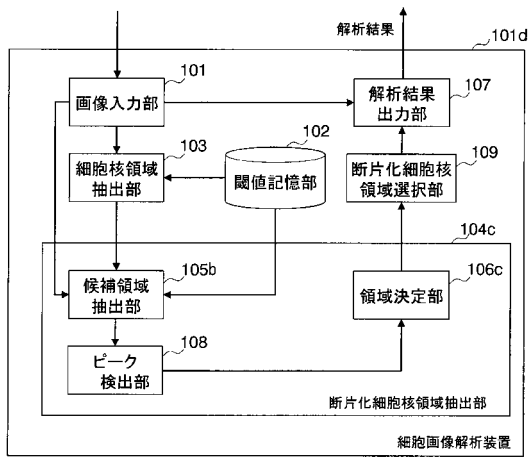 解析結果
101d
101
画像入力部
解析結果
出力部
107
102
閾値記憶部
103
細胞核領域
抽出部
109
断片化細胞核
領域選択部
104c
105b
候補領域
抽出部
106c
領域決定部
108
ピーク
検出部
断片化細胞核領域抽出部
細胞画像解析装置